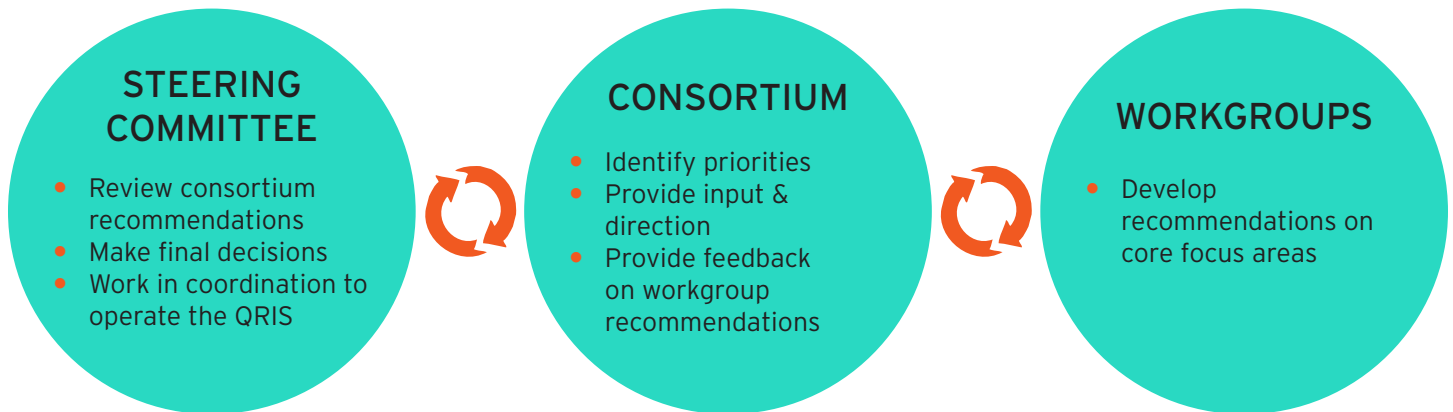 STEERING
COMMITTEE
• Review consortium
recommendations
• Make final decisions
• Work in coordination to
operate the QRIS
CONSORTIUM
• Identify priorities
• Provide input &
direction
• Provide feedback
on workgroup
recommendations
WORKGROUPS
• Develop
recommendations on
core focus areas